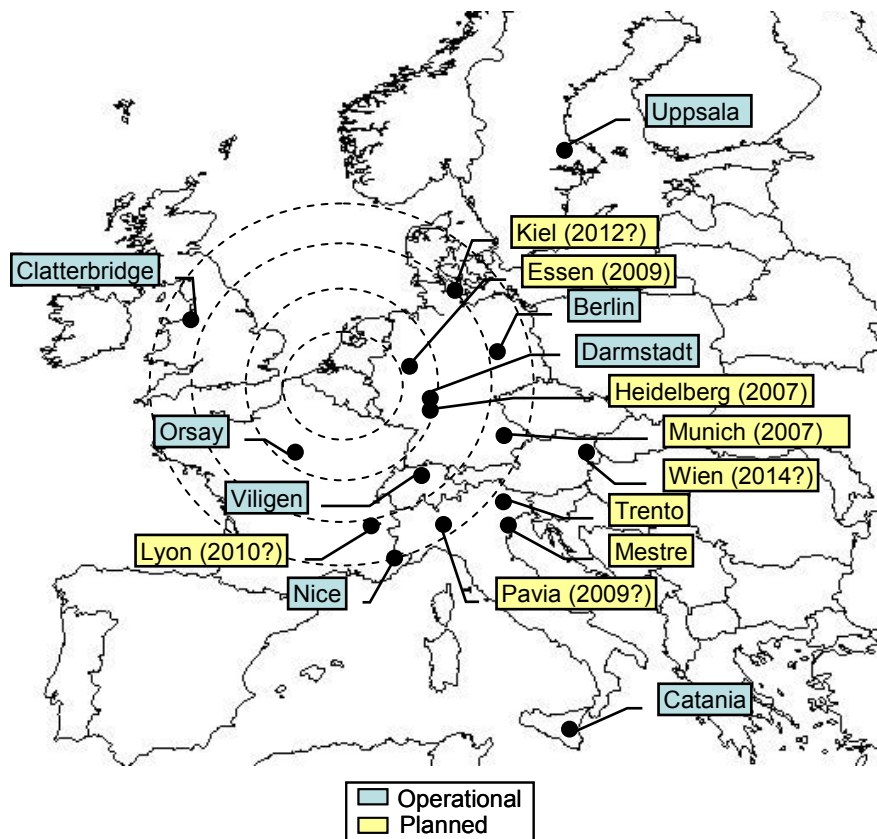 Uppsala
Kiel (2012?)
Essen (2009)
Clatterbridge
Berlin
Darmstadt
Heidelberg (2007)
Orsay
Munich (2007)
Wien (2014?)
Viligen
Trento
Lyon (2010?)
Mestre
Nice
Pavia (2009?)
Catania
Operational
Planned